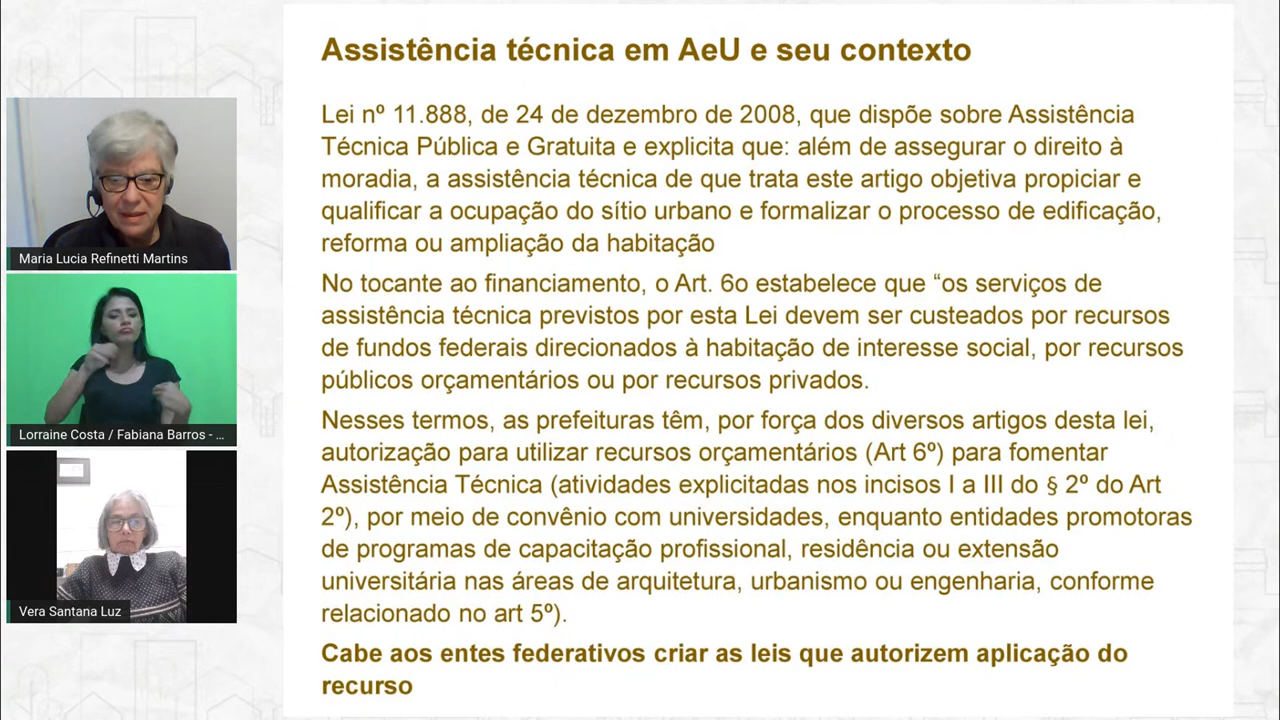 Assistência técnica em AeU e seu contexto
Lei nº 11.888, de 24 de dezembro de 2008, que dispõe sobre Assistência
Técnica Pública e Gratuita e explicita que: além de assegurar o direito à
moradia, a assistência técnica de que trata este artigo objetiva propiciar e
qualificar a ocupação do sítio urbano e formalizar o processo de edificação,
reforma ou ampliação da habitação
No tocante ao financiamento, o Art. 6o estabelece que “os serviços de
assistência técnica previstos por esta Lei devem ser custeados por recursos
de fundos federais direcionados à habitação de interesse social, por recursos
públicos orçamentários ou por recursos privados.
Nesses termos, as prefeituras têm, por força dos diversos artigos desta lei,
autorização para utilizar recursos orçamentários (Art 6º) para fomentar
Assistência Técnica (atividades explicitadas nos incisos I a III do § 2º do Art
2º), por meio de convênio com universidades, enquanto entidades promotoras
de programas de capacitação profissional, residência ou extensão
universitária nas áreas de arquitetura, urbanismo ou engenharia, conforme
relacionado no art 5º).
Cabe aos entes federativos criar as leis que autorizem aplicação do
recurso
Maria Lucia Refinetti Martins
Lorraine Costa / Fabiana Barros - ...
Vera Santana Luz